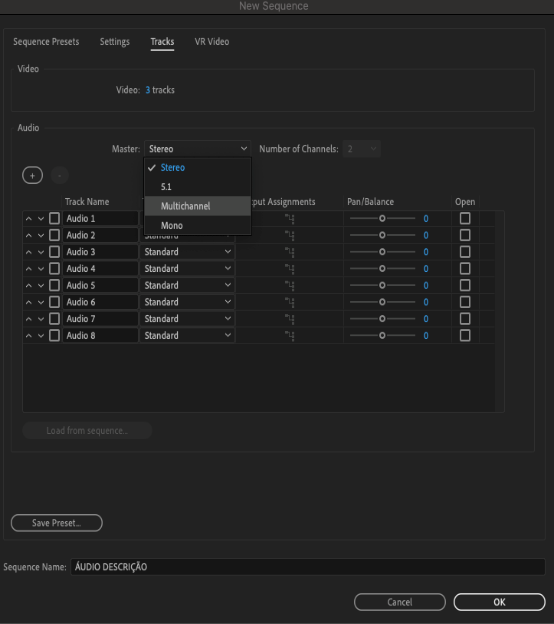 New Sequence
Sequence Presets Settings Tracks VR Video
Video
Video: 3 tracks
Audio
Master: Stereo Number of Channels: 2
Stereo
5.1
Multichannel
Mono
Track Name put Assignments Pan/Balance Open
Audio 1 0
Audio 2 Standard 0
Audio 3 Standard 0
Audio 4 Standard 0
Audio 5 Standard 0
Audio 6 Standard 0
Audio 7 Standard 0
Audio 8 Standard 0
Load from sequence...
Save Preset...
Sequence Name: ÁUDIO DESCRIÇÃO
Cancel OK